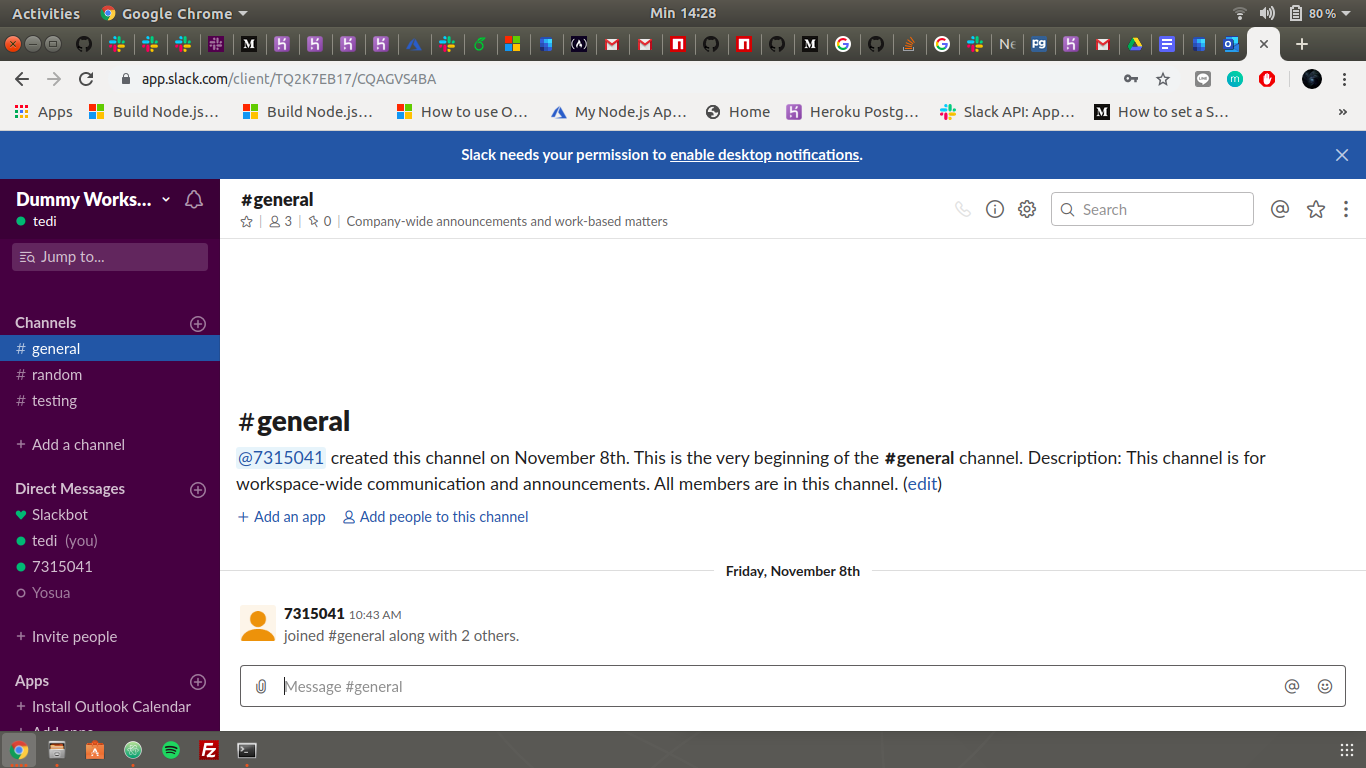 Activities Google Chrome Min 14:28 80 %
app.slack.com/client/TQ2K7EB17/CQAGVS4BA
Apps Build Node.js... Build Node.js... How to use O... My Node.js Ap... Home Heroku Postg... Slack API: App... How to set a S... »
Slack needs your permission to enable desktop notifications.
Dummy Works...
tedi
Jump to...
Channels
# general
# random
# testing
+ Add a channel
Direct Messages
Slackbot
tedi (you)
7315041
Yosua
+ Invite people
Apps
+ Install Outlook Calendar
+ Add apps
#general
3 | 0 | Company-wide announcements and work-based matters
Search
#general
@7315041 created this channel on November 8th. This is the very beginning of the #general channel. Description: This channel is for
workspace-wide communication and announcements. All members are in this channel. (edit)
+ Add an app Add people to this channel
Friday, November 8th
7315041 10:43 AM
joined #general along with 2 others.
Message #general